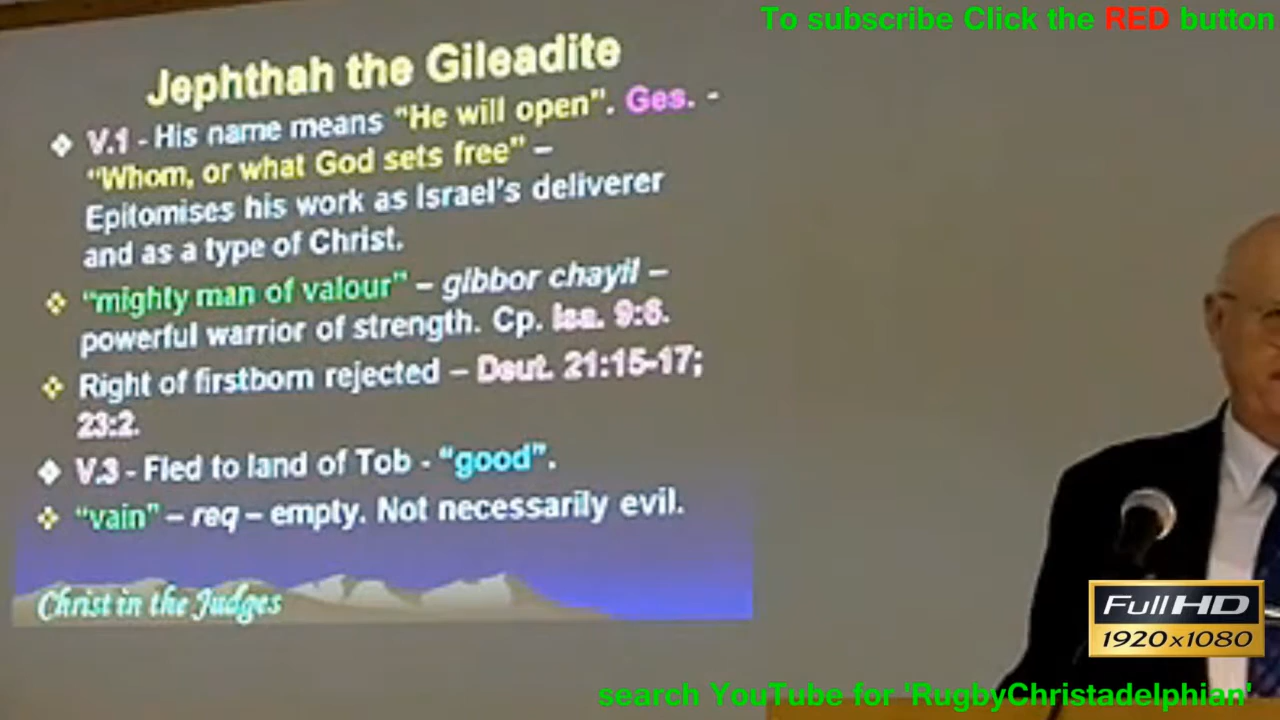 To subscribe Click the RED button
Jephthah the Gileadite
V.1 - His name means "He will open". Ges. -
"Whom, or what God sets free" –
Epitomises his work as Israel's deliverer
and as a type of Christ.
"mighty man of valour" – gibbor chayil –
powerful warrior of strength. Cp. Isa. 9:6.
Right of firstborn rejected – Deut. 21:15-17;
23:2.
V.3 - Fled to land of Tob - "good".
"vain" – req – empty. Not necessarily evil.
Christ in the Judges
Full HD
1920x1080
search YouTube for 'RugbyChristadelphian'